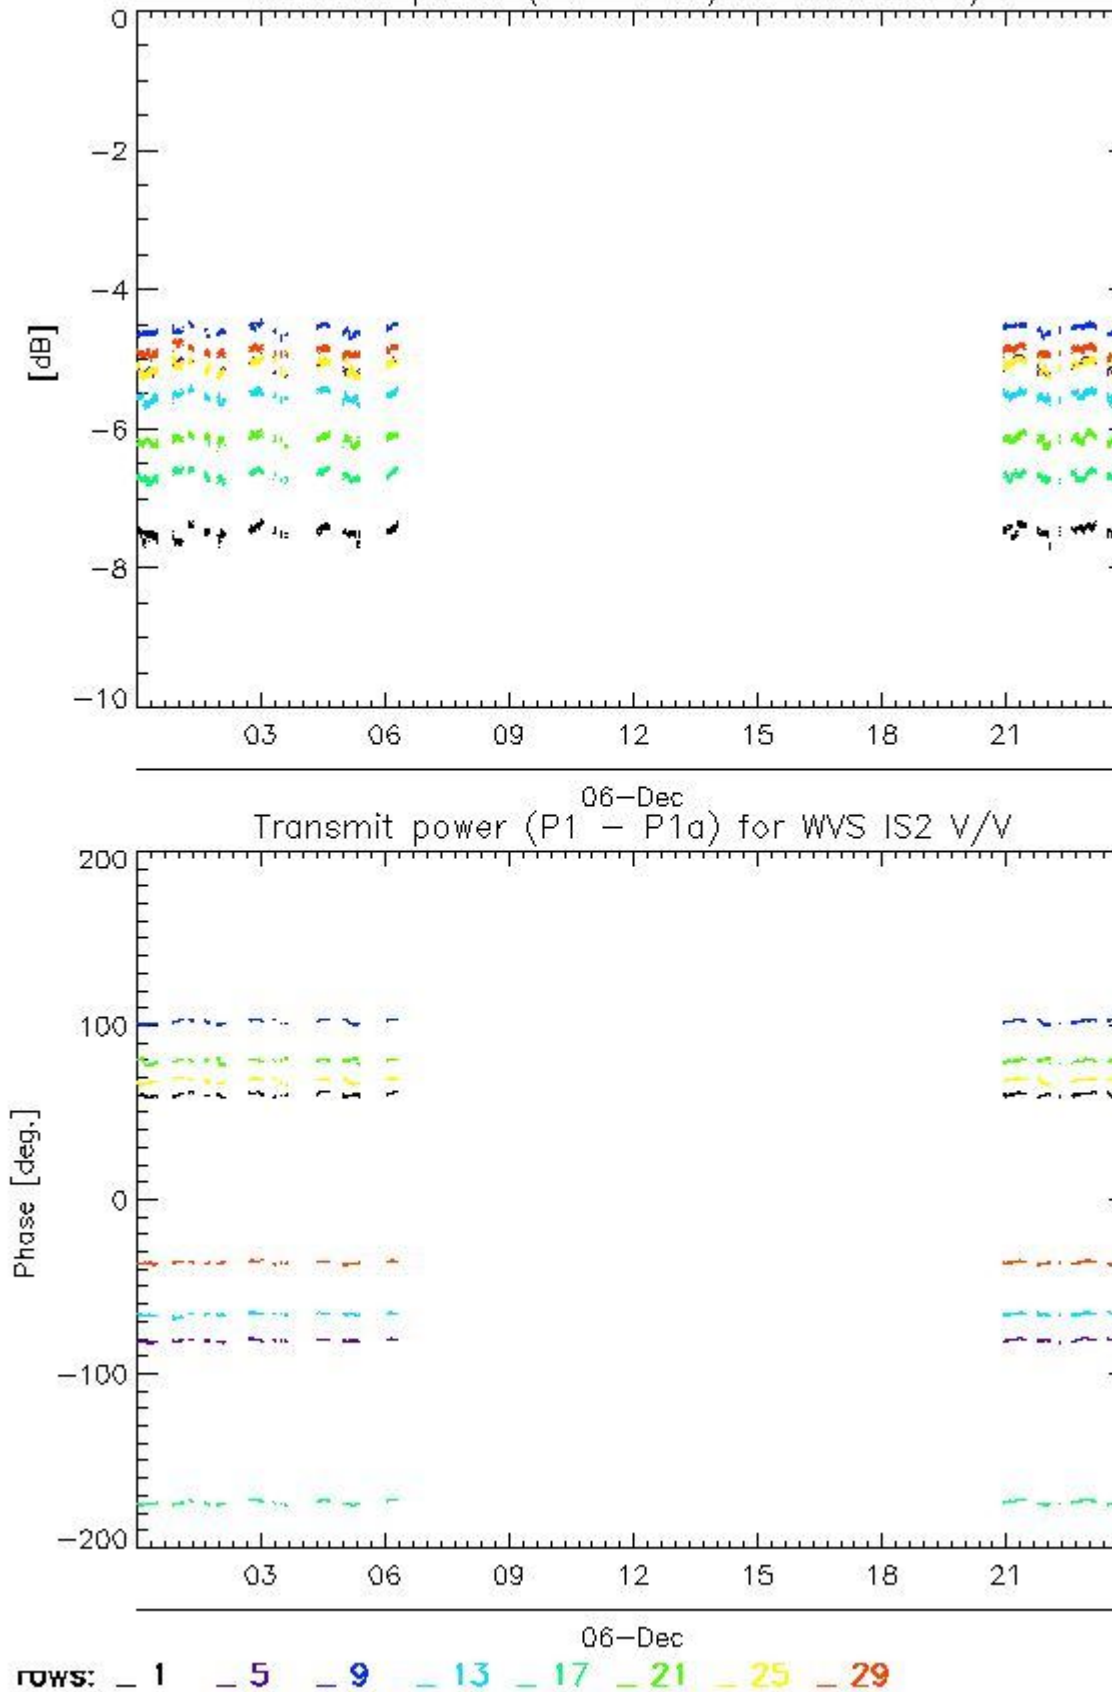 0
−2
−4
[dB]
−6
−8
−10
03 06 09 12 15 18 21
06−Dec
Transmit power (P1 − P1a) for WVS IS2 V/V
200
100
0
Phase [deg.]
−100
−200
03 06 09 12 15 18 21
06−Dec
rows: _ 1 _ 5 _ 9 _ 13 _ 17 _ 21 _ 25 _ 29